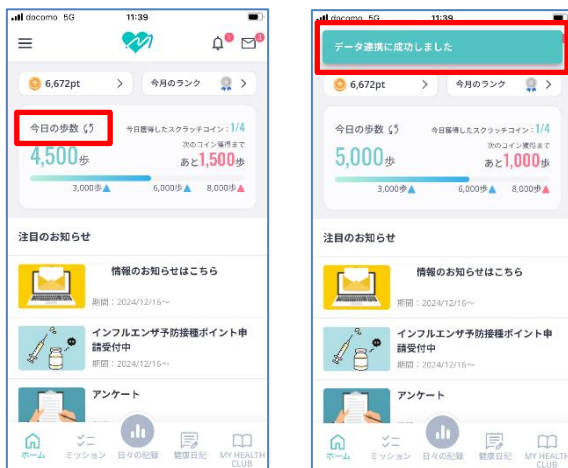 docomo 5G 11:39
6,672pt
今月のランク
今日の歩数
今日獲得したスクラッチコイン：1/4
次のコイン獲得まで
4,500歩
あと1,500歩
3,000歩 6,000歩 8,000歩
注目のお知らせ
情報のお知らせはこちら
期間：2024/12/16～
インフルエンザ予防接種ポイント申
請受付中
期間：2024/12/16～
アンケート
ホーム ミッション 日々の記録 健康日記 MY HEALTH
CLUB
docomo 5G 11:39
データ連携に成功しました
6,672pt
今月のランク
今日の歩数
今日獲得したスクラッチコイン：1/4
次のコイン獲得まで
5,000歩
あと1,000歩
3,000歩 6,000歩 8,000歩
注目のお知らせ
情報のお知らせはこちら
期間：2024/12/16～
インフルエンザ予防接種ポイント申
請受付中
期間：2024/12/16～
アンケート
ホーム ミッション 日々の記録 健康日記 MY HEALTH
CLUB